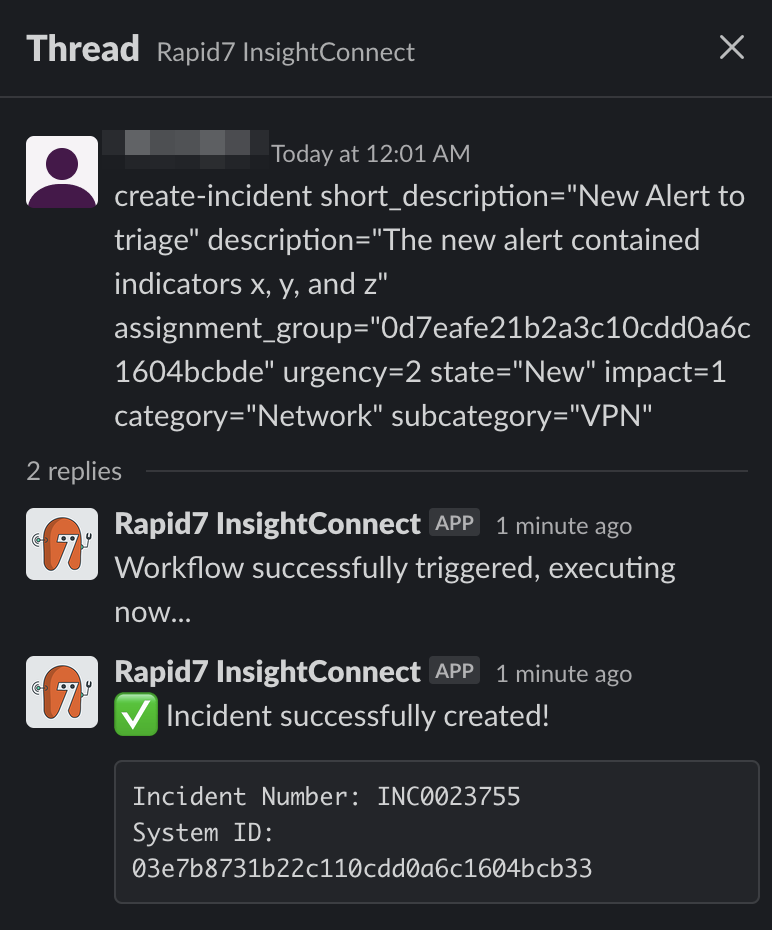 Thread Rapid7 InsightConnect
Today at 12:01 AM
create-incident short_description="New Alert to
triage" description="The new alert contained
indicators x, y, and z"
assignment_group="0d7eafe21b2a3c10cdd0a6c
1604bcbde" urgency=2 state="New" impact=1
category="Network" subcategory="VPN"
2 replies
Rapid7 InsightConnect APP 1 minute ago
Workflow successfully triggered, executing
now...
Rapid7 InsightConnect APP 1 minute ago
✅ Incident successfully created!
Incident Number: INC0023755
System ID:
03e7b8731b22c110cdd0a6c1604bcb33